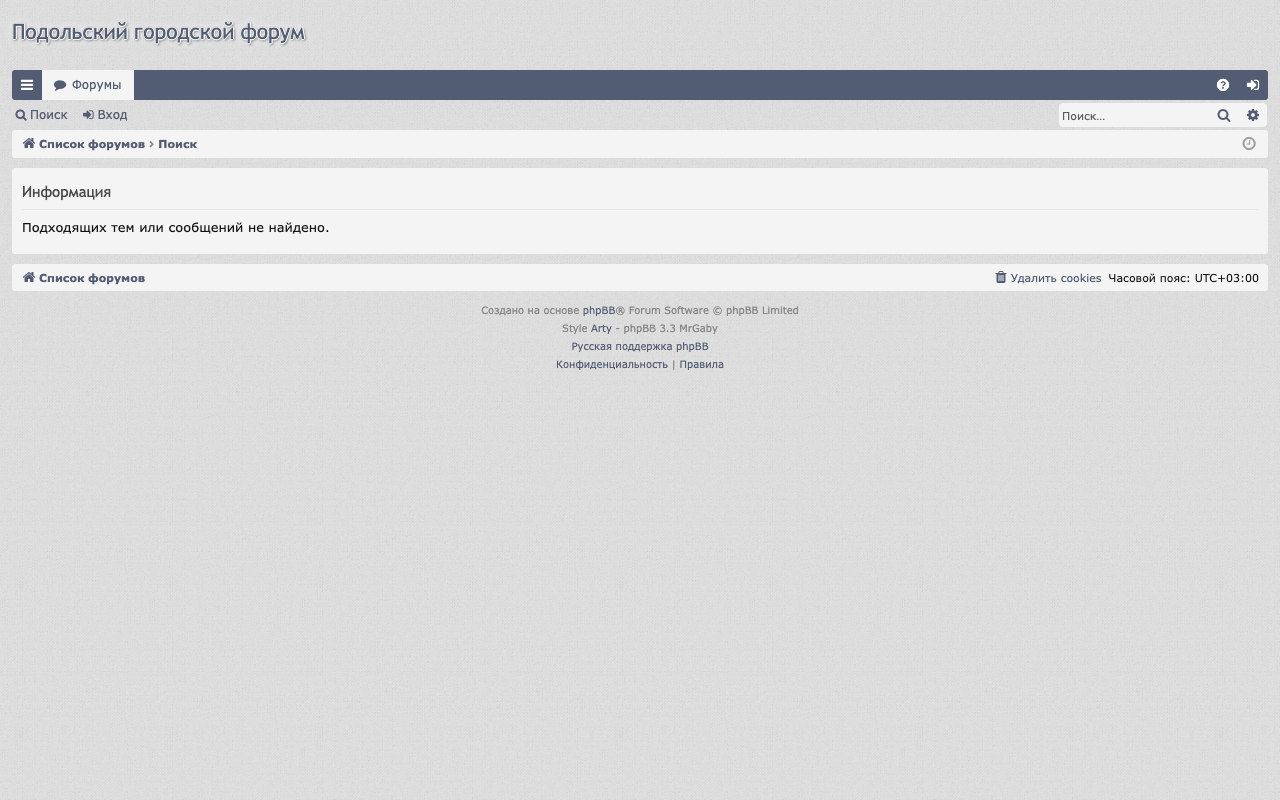 Подольский городской форум
Форумы
Поиск Вход
Поиск…
Список форумов › Поиск
Информация
Подходящих тем или сообщений не найдено.
Список форумов
Удалить cookies Часовой пояс: UTC+03:00
Создано на основе phpBB® Forum Software © phpBB Limited
Style Arty - phpBB 3.3 MrGaby
Русская поддержка phpBB
Конфиденциальность | Правила